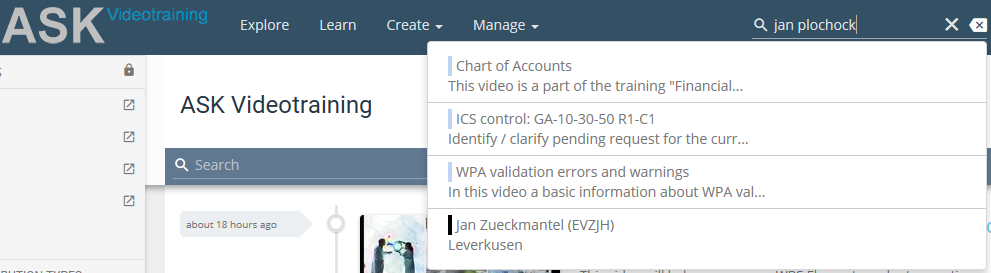 ASK Videotraining
Explore Learn Create Manage
jan plochock
Chart of Accounts
This video is a part of the training "Financial...
ICS control: GA-10-30-50 R1-C1
Identify / clarify pending request for the curr...
WPA validation errors and warnings
In this video a basic information about WPA val...
Jan Zueckmantel (EVZJH)
Leverkusen
ASK Videotraining
Search
about 18 hours ago